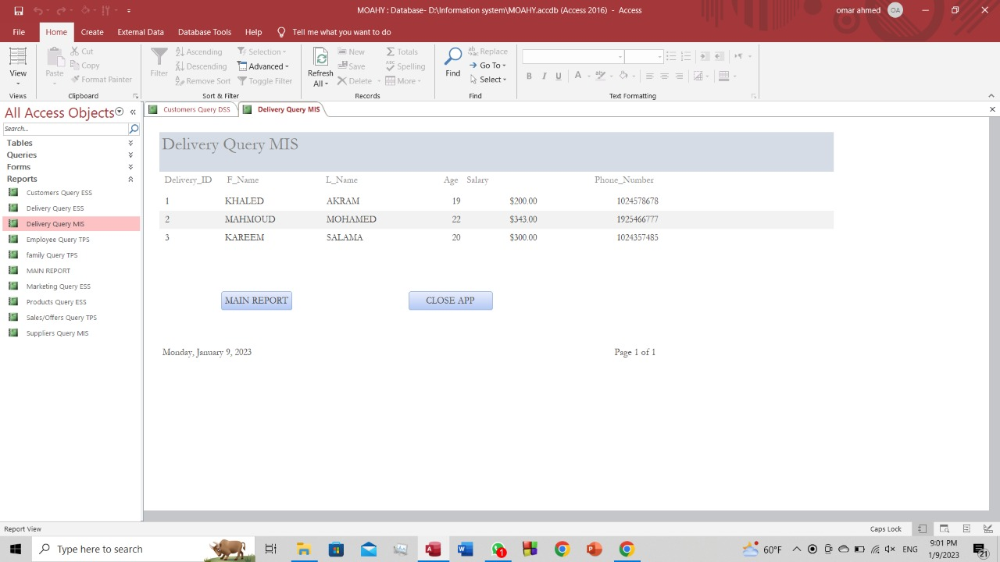 MOAHY : Database- D:\Information system\MOAHY.accdb (Access 2016) - Access
omar ahmed OA
File Home Create External Data Database Tools Help Tell me what you want to do
View
Views
Paste
Cut
Copy
Format Painter
Clipboard
Filter
Ascending
Descending
Remove Sort
Selection
Advanced
Toggle Filter
Sort & Filter
Refresh
All
New
Save
Delete
Totals
Spelling
More
Records
Find
Replace
Go To
Select
Find
B I U A
Text Formatting
All Access Objects
Search...
Tables
Queries
Forms
Reports
Customers Query ESS
Delivery Query ESS
Delivery Query MIS
Employee Query TPS
family Query TPS
MAIN REPORT
Marketing Query ESS
Products Query ESS
Sales/Offers Query TPS
Suppliers Query MIS
Customers Query DSS Delivery Query MIS
Delivery Query MIS
Delivery_ID F_Name L_Name Age Salary Phone_Number
1 KHALED AKRAM 19 $200.00 1024578678
2 MAHMOUD MOHAMED 22 $343.00 1925466777
3 KAREEM SALAMA 20 $300.00 1024357485
MAIN REPORT CLOSE APP
Monday, January 9, 2023 Page 1 of 1
Report View Caps Lock
Type here to search
60°F
ENG
9:01 PM
1/9/2023
21